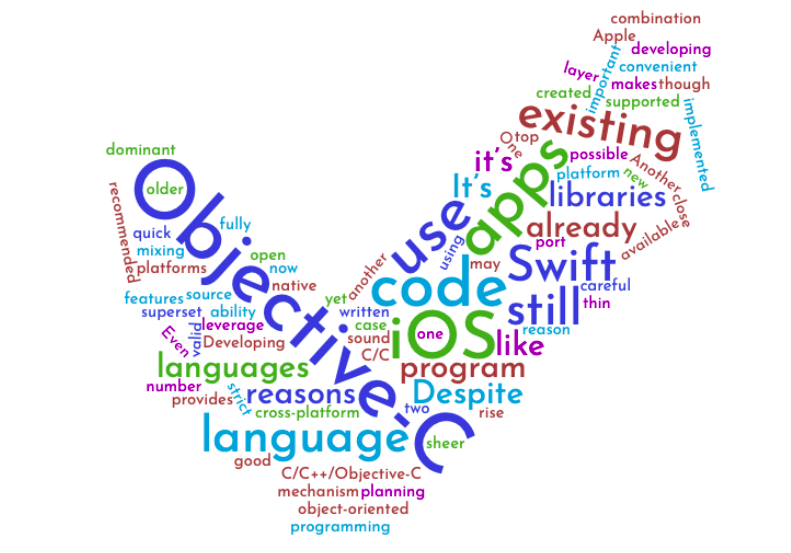 combination
Apple
developing
important
layer
convenient
makes
though
created
supported
implemented
existing
top
One
possible
Another
it's
apps
platform
new
close
It's
libraries
dominant
older
Objective-C
recommended
use
already
available
quick
fully
mixing
using
port
platforms
open
now
may
Swift
another
native
code
careful
features
source
yet
still
thin
superset
ability
written
leverage
case
iOS
one
reason
Even
valid
Developing
sound
like
C/C
languages
program
number
strict
reasons
Despite
provides
cross-platform
two
rise
language
sheer
good
C/C++/Objective-C
mechanism
planning
object-oriented
programming